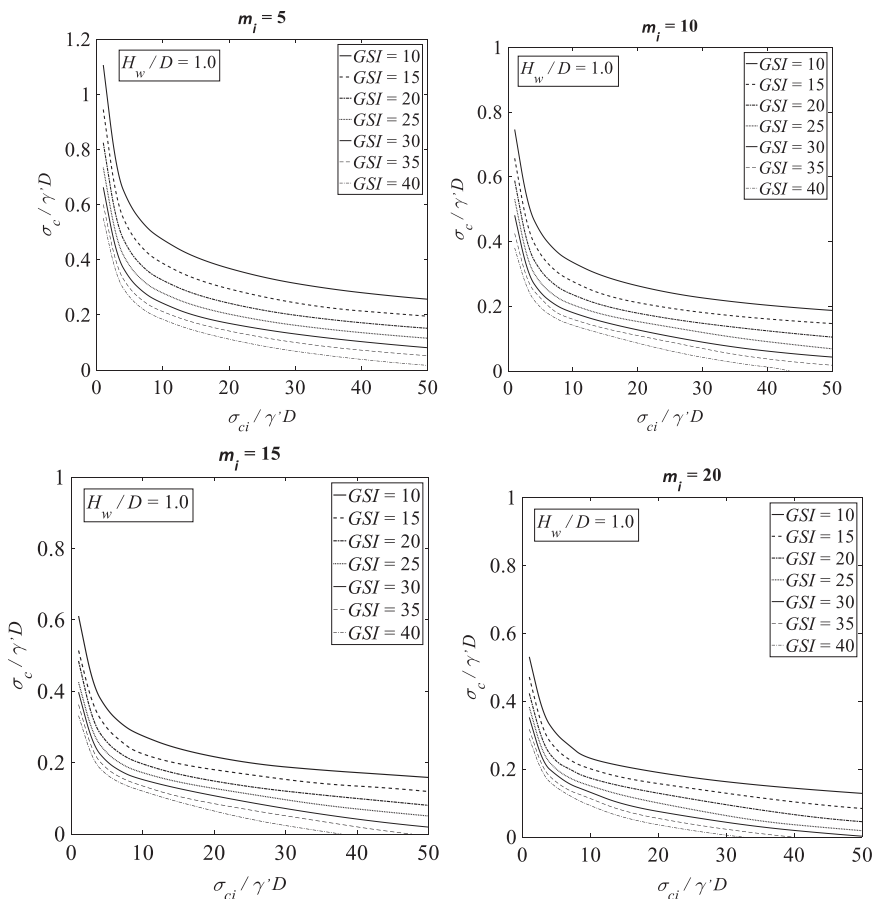 m_i = 5
H_w / D = 1.0
GSI = 10
GSI = 15
GSI = 20
GSI = 25
GSI = 30
GSI = 35
GSI = 40
σ_c / γ'D
1.2
1
0.8
0.6
0.4
0.2
0
0 10 20 30 40 50
σ_ci / γ'D
m_i = 10
H_w / D = 1.0
GSI = 10
GSI = 15
GSI = 20
GSI = 25
GSI = 30
GSI = 35
GSI = 40
σ_c / γ'D
1
0.8
0.6
0.4
0.2
0
0 10 20 30 40 50
σ_ci / γ'D
m_i = 15
H_w / D = 1.0
GSI = 10
GSI = 15
GSI = 20
GSI = 25
GSI = 30
GSI = 35
GSI = 40
σ_c / γ'D
1
0.8
0.6
0.4
0.2
0
0 10 20 30 40 50
σ_ci / γ'D
m_i = 20
H_w / D = 1.0
GSI = 10
GSI = 15
GSI = 20
GSI = 25
GSI = 30
GSI = 35
GSI = 40
σ_c / γ'D
1
0.8
0.6
0.4
0.2
0
0 10 20 30 40 50
σ_ci / γ'D